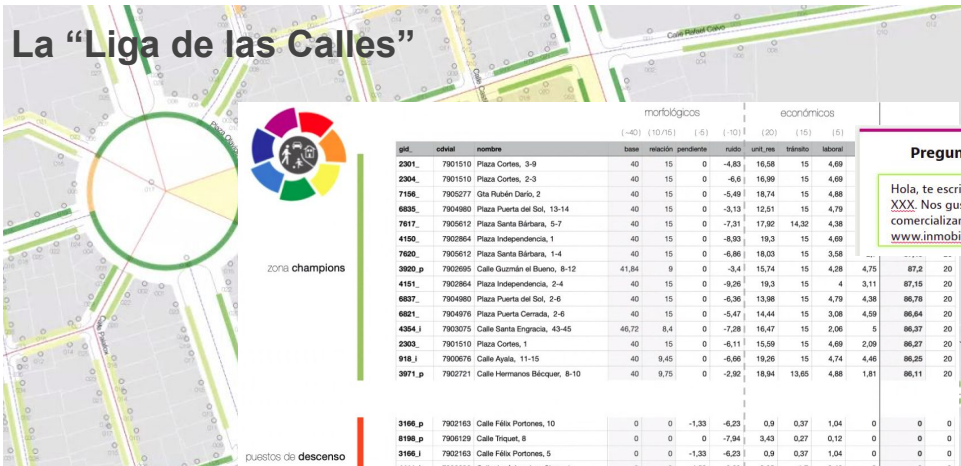 La “Liga de las Calles”
Calle Rafael Calvo
morfológicos económicos
(~40) (10/15) (-5) (-10) (20) (15) (5)
gid_ cdvial nombre base relación pendiente ruido unit_res tránsito laboral
2301_ 7901510 Plaza Cortes, 3-9 40 15 0 -4,83 16,58 15 4,69
2304_ 7901510 Plaza Cortes, 2-3 40 15 0 -6,6 16,99 15 4,69
7156_ 7905277 Gta Rubén Darío, 2 40 15 0 -5,49 18,74 15 4,88
6835_ 7904980 Plaza Puerta del Sol, 13-14 40 15 0 -3,13 12,51 15 4,79
7617_ 7905612 Plaza Santa Bárbara, 5-7 40 15 0 -7,31 17,92 14,32 4,38
4150_ 7902864 Plaza Independencia, 1 40 15 0 -8,93 19,3 15 4,69
7620_ 7905612 Plaza Santa Bárbara, 1-4 40 15 0 -6,86 18,03 15 3,58
3920_p 7902695 Calle Guzmán el Bueno, 8-12 41,84 9 0 -3,4 15,74 15 4,28 4,75 87,2 20
4151_ 7902864 Plaza Independencia, 2-4 40 15 0 -9,26 19,3 15 4 3,11 87,15 20
6837_ 7904980 Plaza Puerta del Sol, 2-6 40 15 0 -6,36 13,98 15 4,79 4,38 86,78 20
6821_ 7904976 Plaza Puerta Cerrada, 2-6 40 15 0 -5,47 14,44 15 3,08 4,59 86,64 20
4354_i 7903075 Calle Santa Engracia, 43-45 46,72 8,4 0 -7,28 16,47 15 2,06 5 86,37 20
2303_ 7901510 Plaza Cortes, 1 40 15 0 -6,11 15,59 15 4,69 2,09 86,27 20
918_i 7900676 Calle Ayala, 11-15 40 9,45 0 -6,66 19,26 15 4,74 4,46 86,25 20
3971_p 7902721 Calle Hermanos Bécquer, 8-10 40 9,75 0 -2,92 18,94 13,65 4,88 1,81 86,11 20
zona champions
3166_p 7902163 Calle Félix Portones, 10 0 0 -1,33 -6,23 0,9 0,37 1,04 0 0 0
8198_p 7906129 Calle Triquet, 8 0 0 0 -7,94 3,43 0,27 0,12 0 0 0
3166_i 7902163 Calle Félix Portones, 5 0 0 -1,33 -6,23 0,9 0,37 1,04 0 0 0
puestos de descenso
Pregun
Hola, te escri
XXX. Nos gus
comercializar
www.inmobi